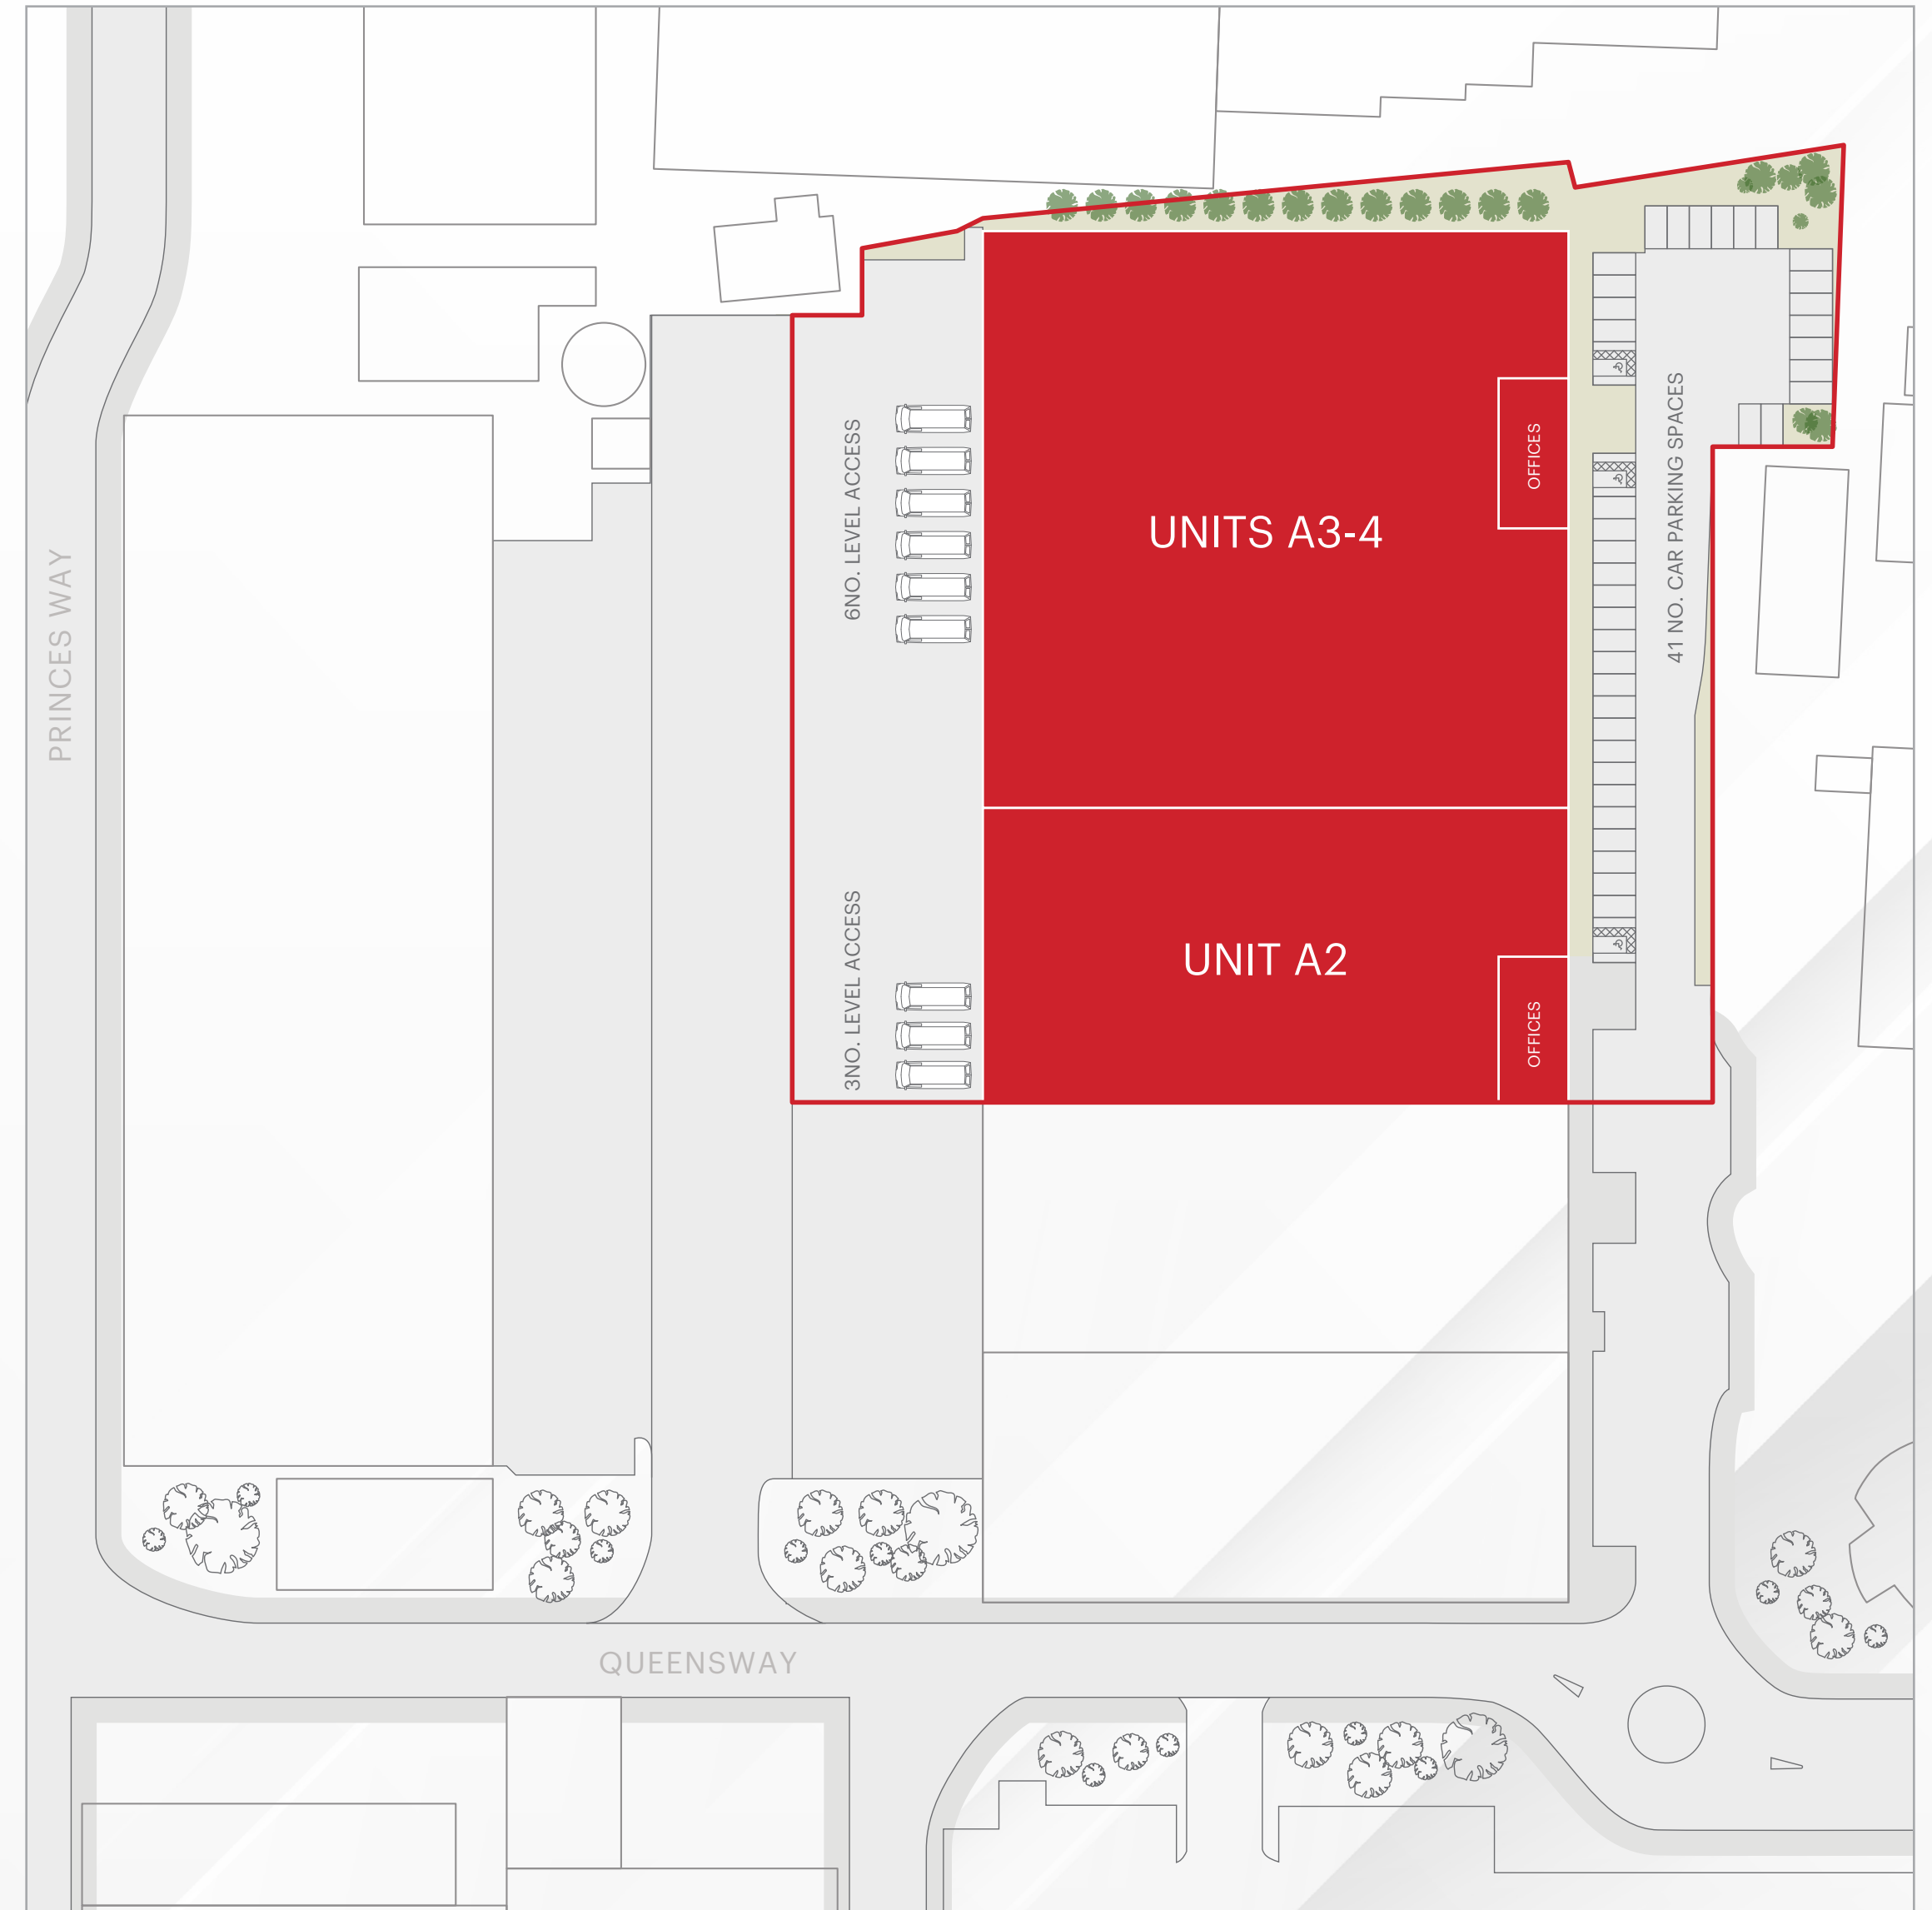 PRINCES WAY
6NO. LEVEL ACCESS
UNITS A3-4
OFFICES
41 NO. CAR PARKING SPACES
3NO. LEVEL ACCESS
UNIT A2
OFFICES
QUEENSWAY